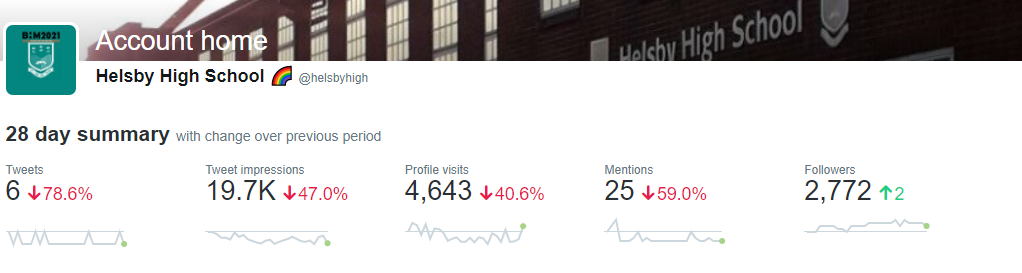 Account home
Helsby High School
B:M2021
Helsby High School 🌈 @helsbyhigh
28 day summary with change over previous period
Tweets
6 ↓78.6%
Tweet impressions
19.7K ↓47.0%
Profile visits
4,643 ↓40.6%
Mentions
25 ↓59.0%
Followers
2,772 ↑2